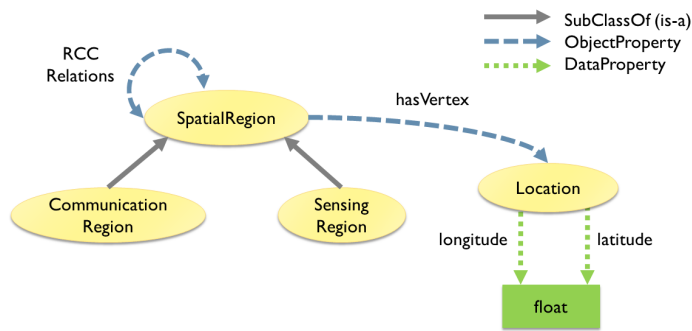 SubClassOf (is-a)
ObjectProperty
DataProperty
RCC
Relations
hasVertex
SpatialRegion
Communication
Region
Sensing
Region
Location
longitude
latitude
float